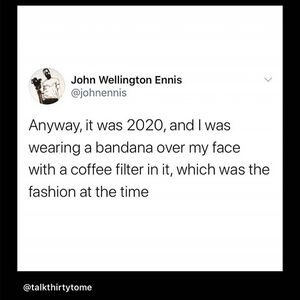 John Wellington Ennis
@johnennis
Anyway, it was 2020, and I was
wearing a bandana over my face
with a coffee filter in it, which was the
fashion at the time
@talkthirtytome